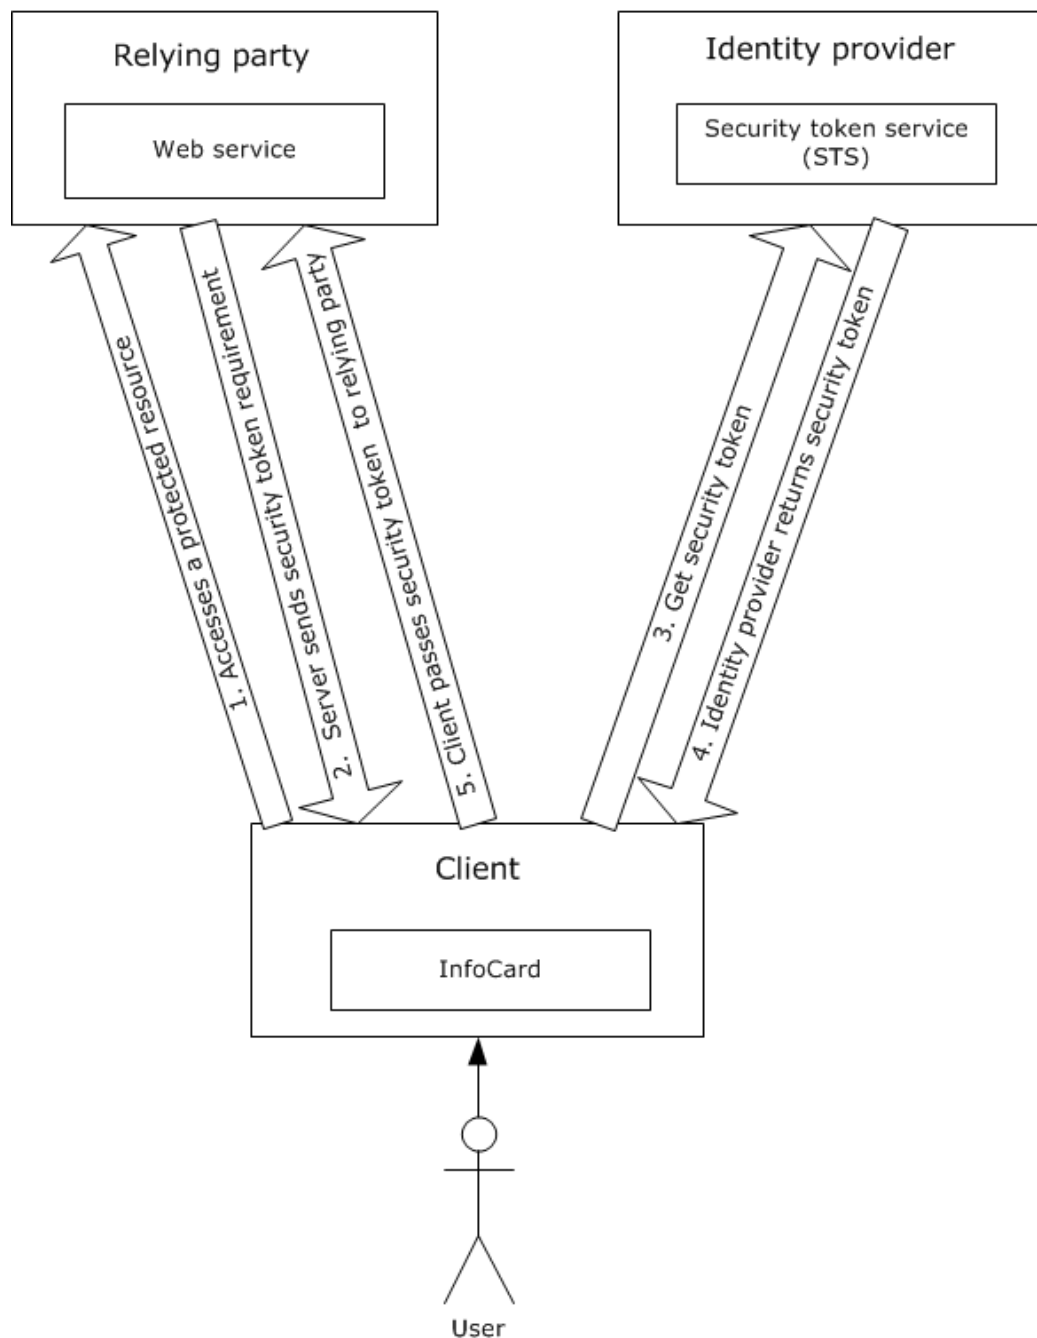 Relying party
Web service
Identity provider
Security token service
(STS)
1. Accesses a protected resource
2. Server sends security token requirement
5. Client passes security token to relying party
3. Get security token
4. Identity provider returns security token
Client
InfoCard
User